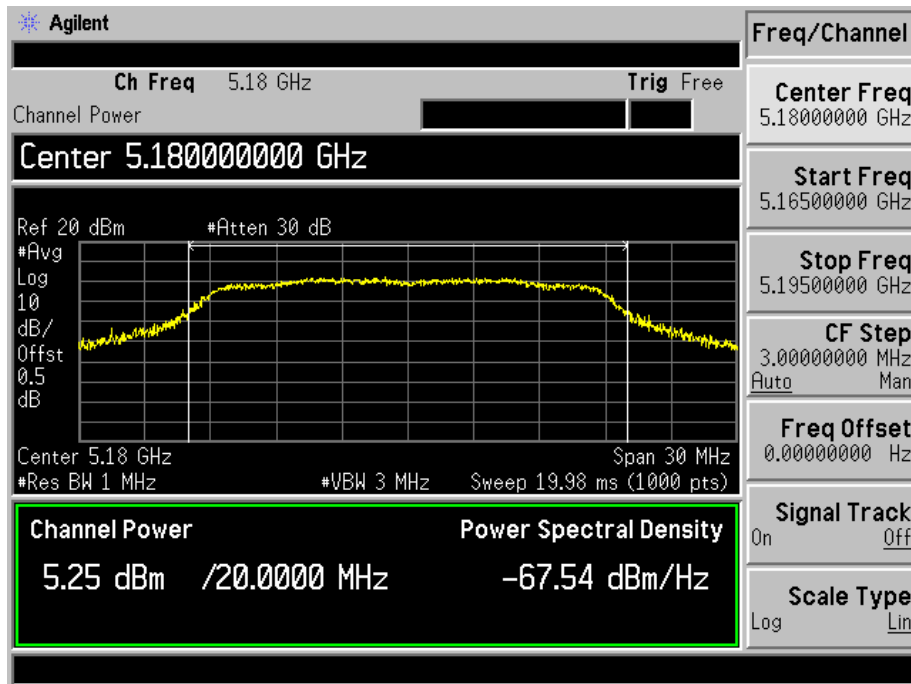 Agilent
Freq/Channel
Ch Freq 5.18 GHz Trig Free
Channel Power
Center 5.180000000 GHz
Ref 20 dBm #Atten 30 dB
#Avg
Log
10
dB/
Offst
0.5
dB
Center 5.18 GHz Span 30 MHz
#Res BW 1 MHz #VBW 3 MHz Sweep 19.98 ms (1000 pts)
Channel Power Power Spectral Density
5.25 dBm /20.0000 MHz -67.54 dBm/Hz
Center Freq
5.18000000 GHz
Start Freq
5.16500000 GHz
Stop Freq
5.19500000 GHz
CF Step
3.00000000 MHz
Auto Man
Freq Offset
0.00000000 Hz
Signal Track
On Off
Scale Type
Log Lin